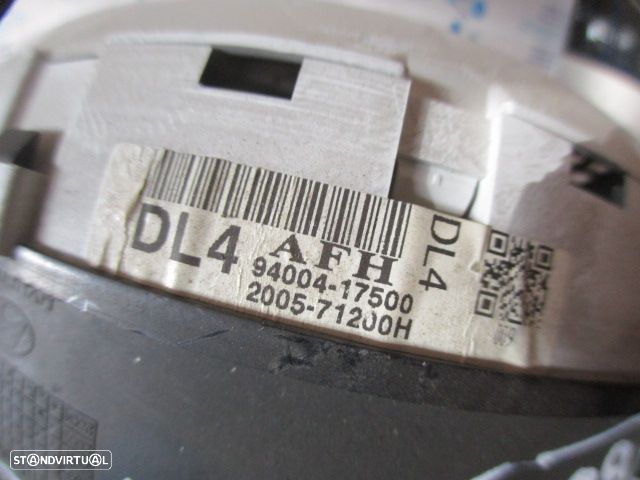 DL4
AFH
94004-17500
2005-71200H
DL4
STANDVIRTUAL